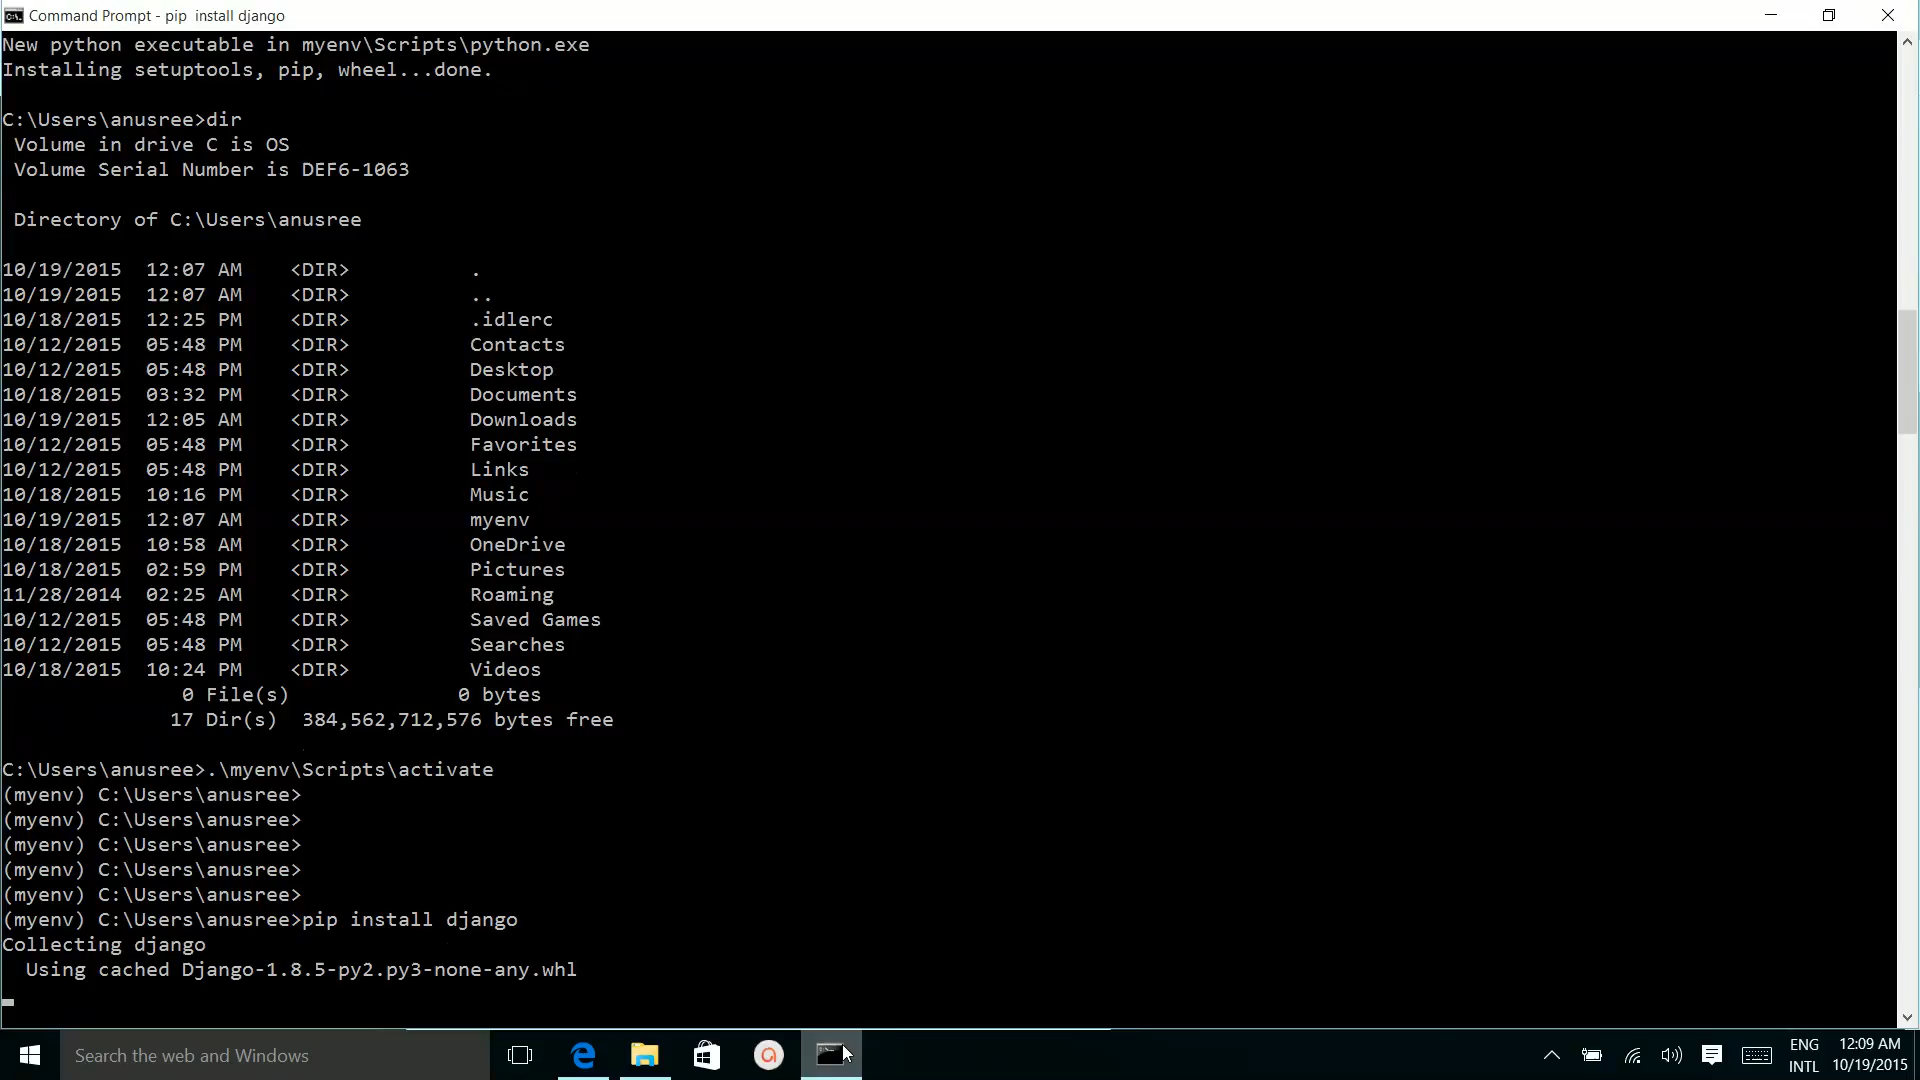 Command Prompt - pip  install django
New python executable in myenv\Scripts\python.exe
Installing setuptools, pip, wheel...done.
C:\Users\anusree>dir
 Volume in drive C is OS
 Volume Serial Number is DEF6-1063
 Directory of C:\Users\anusree
10/19/2015  12:07 AM    <DIR>          .
10/19/2015  12:07 AM    <DIR>          ..
10/18/2015  12:25 PM    <DIR>          .idlerc
10/12/2015  05:48 PM    <DIR>          Contacts
10/12/2015  05:48 PM    <DIR>          Desktop
10/18/2015  03:32 PM    <DIR>          Documents
10/19/2015  12:05 AM    <DIR>          Downloads
10/12/2015  05:48 PM    <DIR>          Favorites
10/12/2015  05:48 PM    <DIR>          Links
10/18/2015  10:16 PM    <DIR>          Music
10/19/2015  12:07 AM    <DIR>          myenv
10/18/2015  10:58 AM    <DIR>          OneDrive
10/18/2015  02:59 PM    <DIR>          Pictures
11/28/2014  02:25 AM    <DIR>          Roaming
10/12/2015  05:48 PM    <DIR>          Saved Games
10/12/2015  05:48 PM    <DIR>          Searches
10/18/2015  10:24 PM    <DIR>          Videos
               0 File(s)              0 bytes
              17 Dir(s)  384,562,712,576 bytes free
C:\Users\anusree>.\myenv\Scripts\activate
(myenv) C:\Users\anusree>
(myenv) C:\Users\anusree>
(myenv) C:\Users\anusree>
(myenv) C:\Users\anusree>
(myenv) C:\Users\anusree>
(myenv) C:\Users\anusree>pip install django
Collecting django
  Using cached Django-1.8.5-py2.py3-none-any.whl
Search the web and Windows
ENG
INTL
12:09 AM
10/19/2015